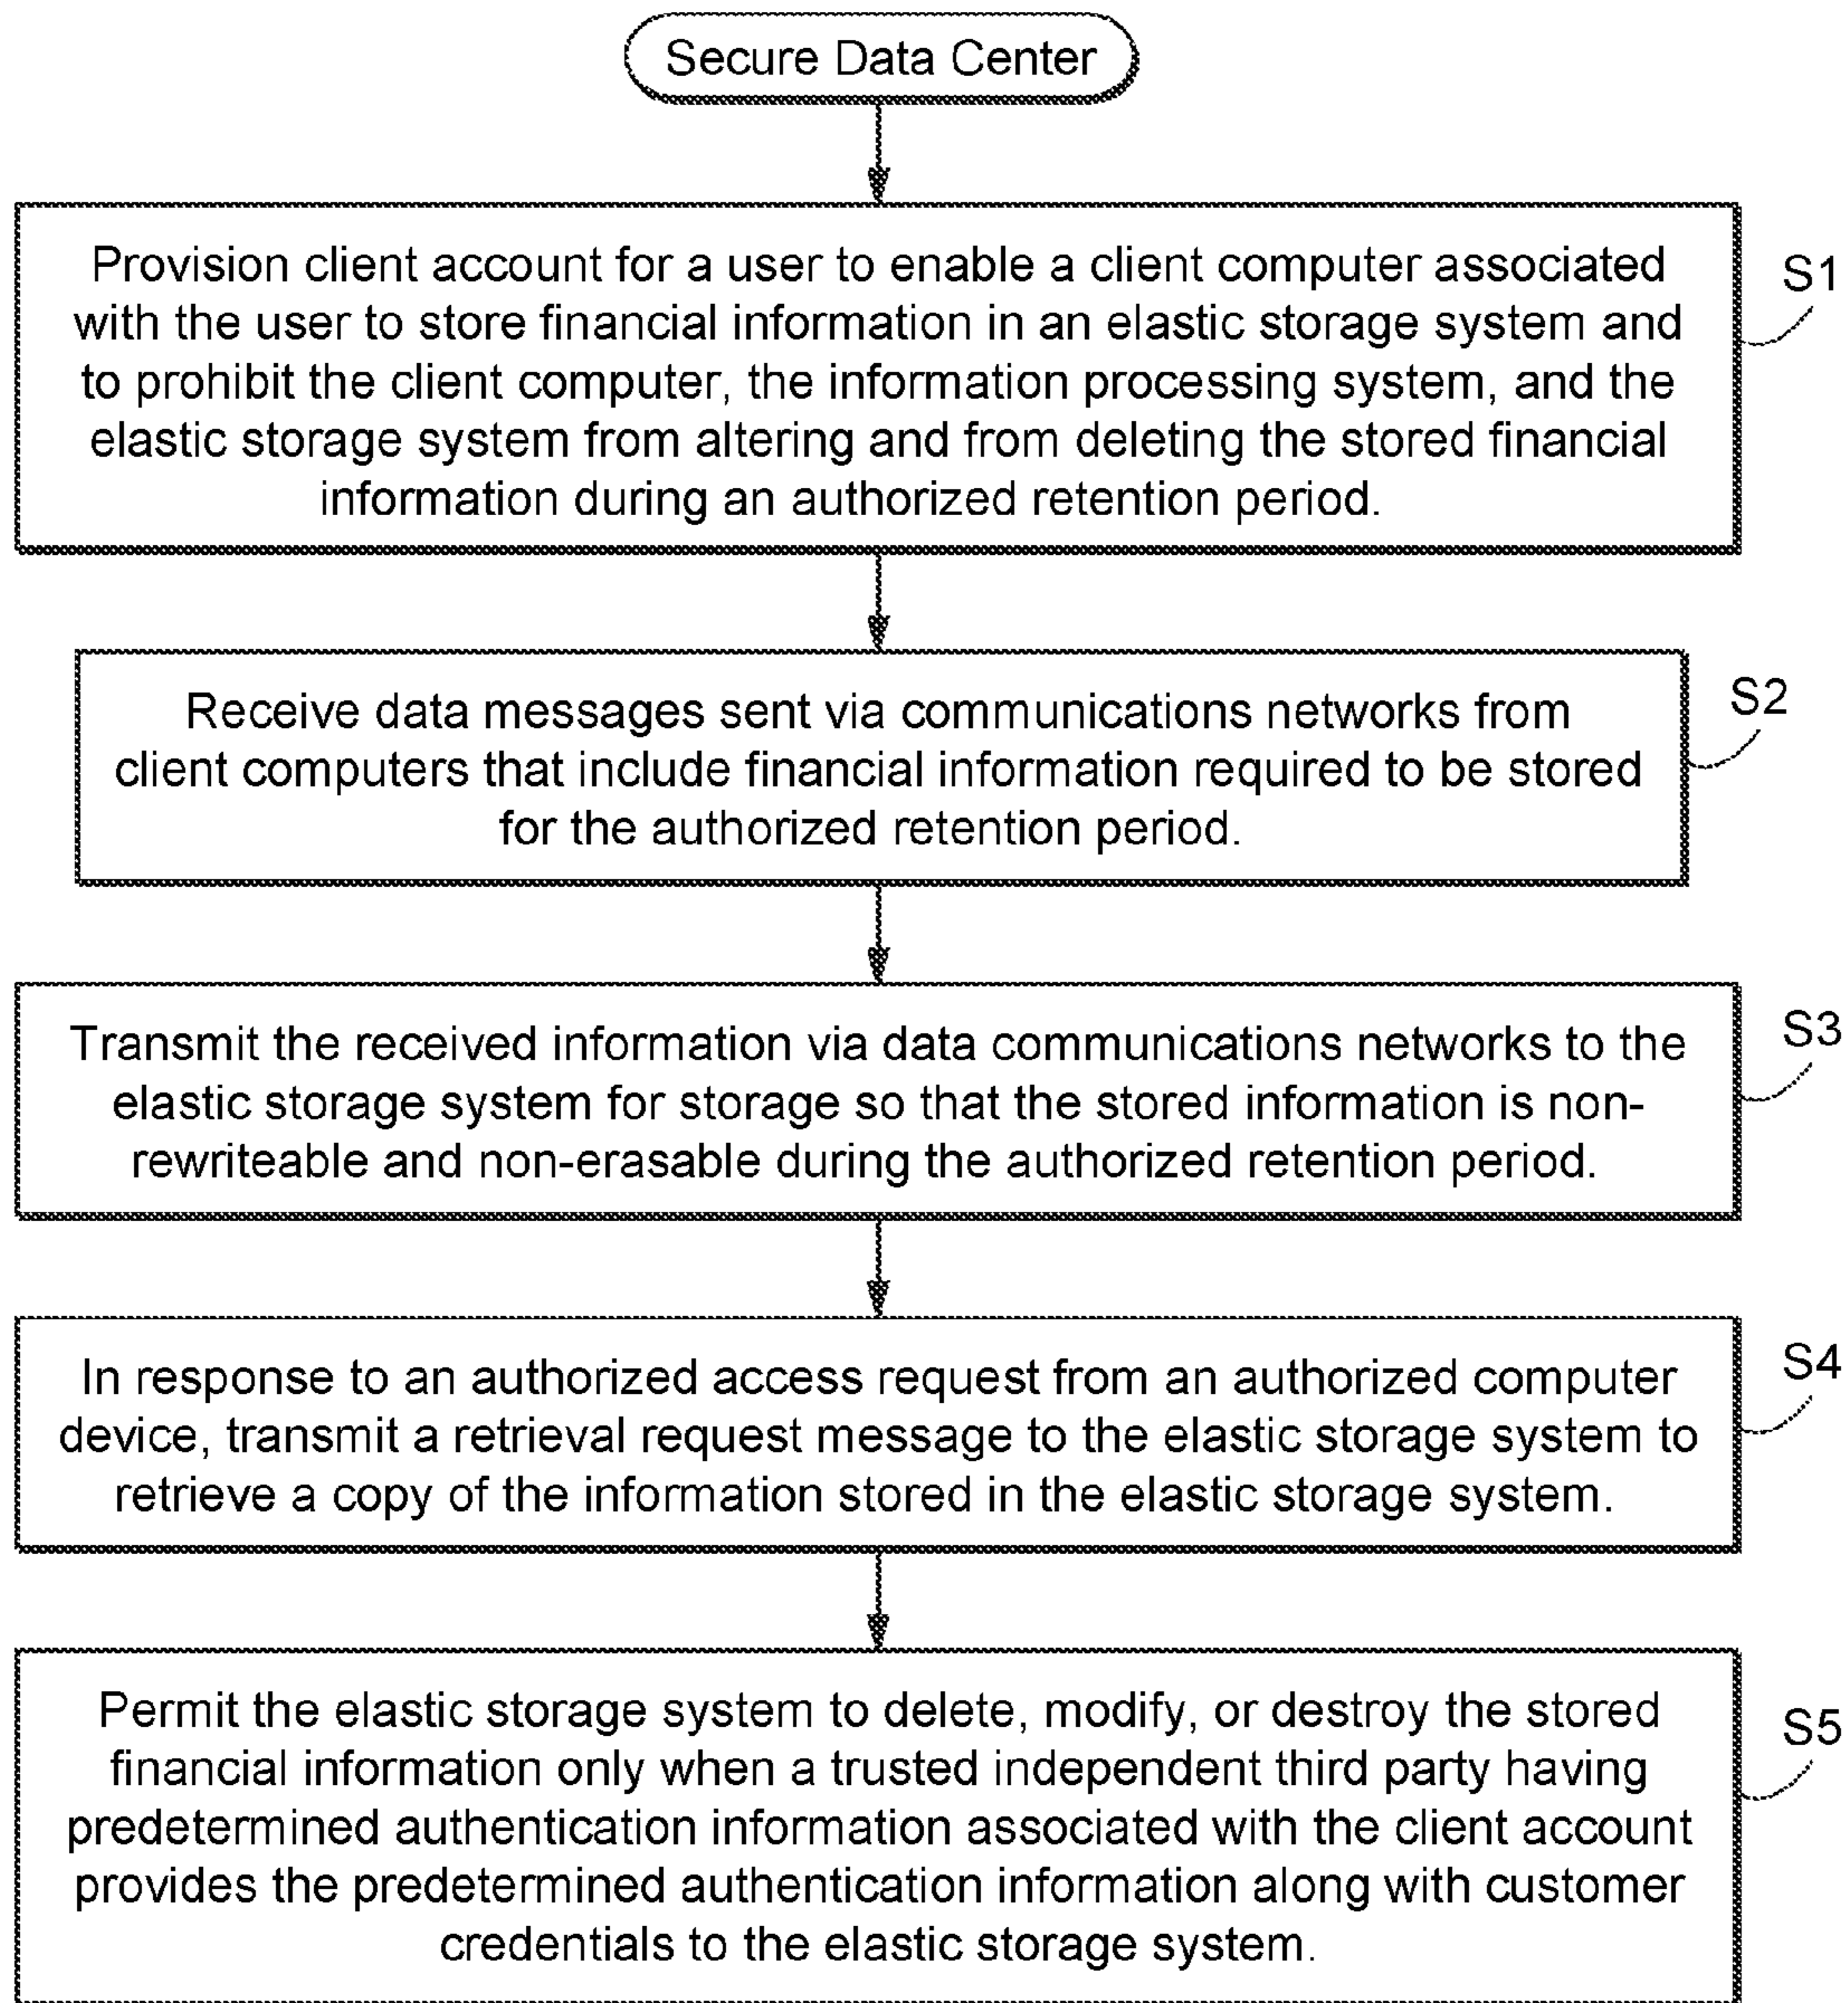 Secure Data Center
Provision client account for a user to enable a client computer associated
with the user to store financial information in an elastic storage system and
to prohibit the client computer, the information processing system, and the
elastic storage system from altering and from deleting the stored financial
information during an authorized retention period.
S1
Receive data messages sent via communications networks from
client computers that include financial information required to be stored
for the authorized retention period.
S2
Transmit the received information via data communications networks to the
elastic storage system for storage so that the stored information is non-
rewriteable and non-erasable during the authorized retention period.
S3
In response to an authorized access request from an authorized computer
device, transmit a retrieval request message to the elastic storage system to
retrieve a copy of the information stored in the elastic storage system.
S4
Permit the elastic storage system to delete, modify, or destroy the stored
financial information only when a trusted independent third party having
predetermined authentication information associated with the client account
provides the predetermined authentication information along with customer
credentials to the elastic storage system.
S5